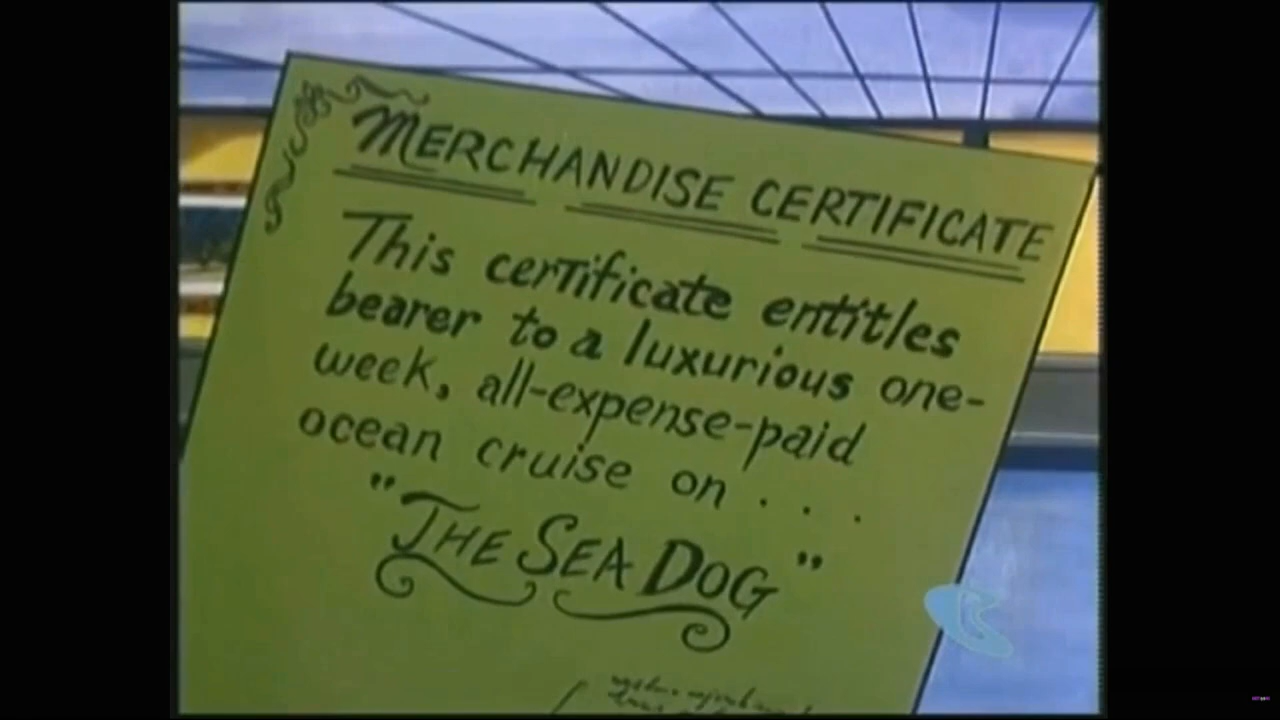 MERCHANDISE CERTIFICATE
This certificate entitles
bearer to a luxurious one-
week, all-expense-paid
ocean cruise on . . .
"THE SEA DOG"